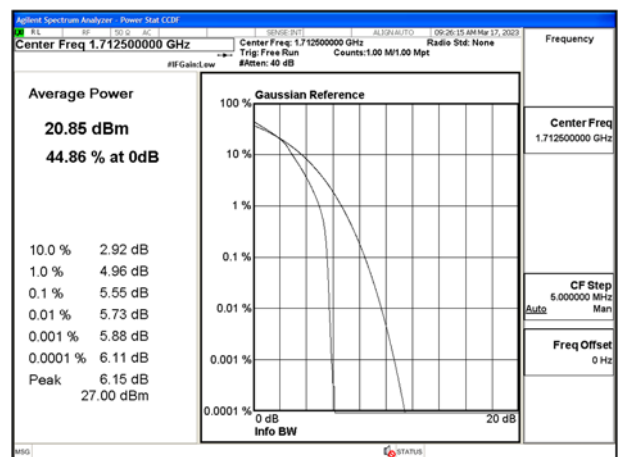 Agilent Spectrum Analyzer - Power Stat CCDF
RL RF 50 Ω AC SENSE:INT ALIGN AUTO 09:26:15 AM Mar 17, 2023
Center Freq 1.712500000 GHz
Center Freq: 1.712500000 GHz Radio Std: None
Trig: Free Run Counts:1.00 M/1.00 Mpt
#IFGain:Low #Atten: 40 dB
Frequency
Average Power
20.85 dBm
44.86 % at 0dB
10.0 % 2.92 dB
1.0 % 4.96 dB
0.1 % 5.55 dB
0.01 % 5.73 dB
0.001 % 5.88 dB
0.0001 % 6.11 dB
Peak 6.15 dB
27.00 dBm
Gaussian Reference
100 %
10 %
1 %
0.1 %
0.01 %
0.001 %
0.0001 %
0 dB 20 dB
Info BW
Center Freq
1.712500000 GHz
CF Step
5.000000 MHz
Auto Man
Freq Offset
0 Hz
MSG STATUS